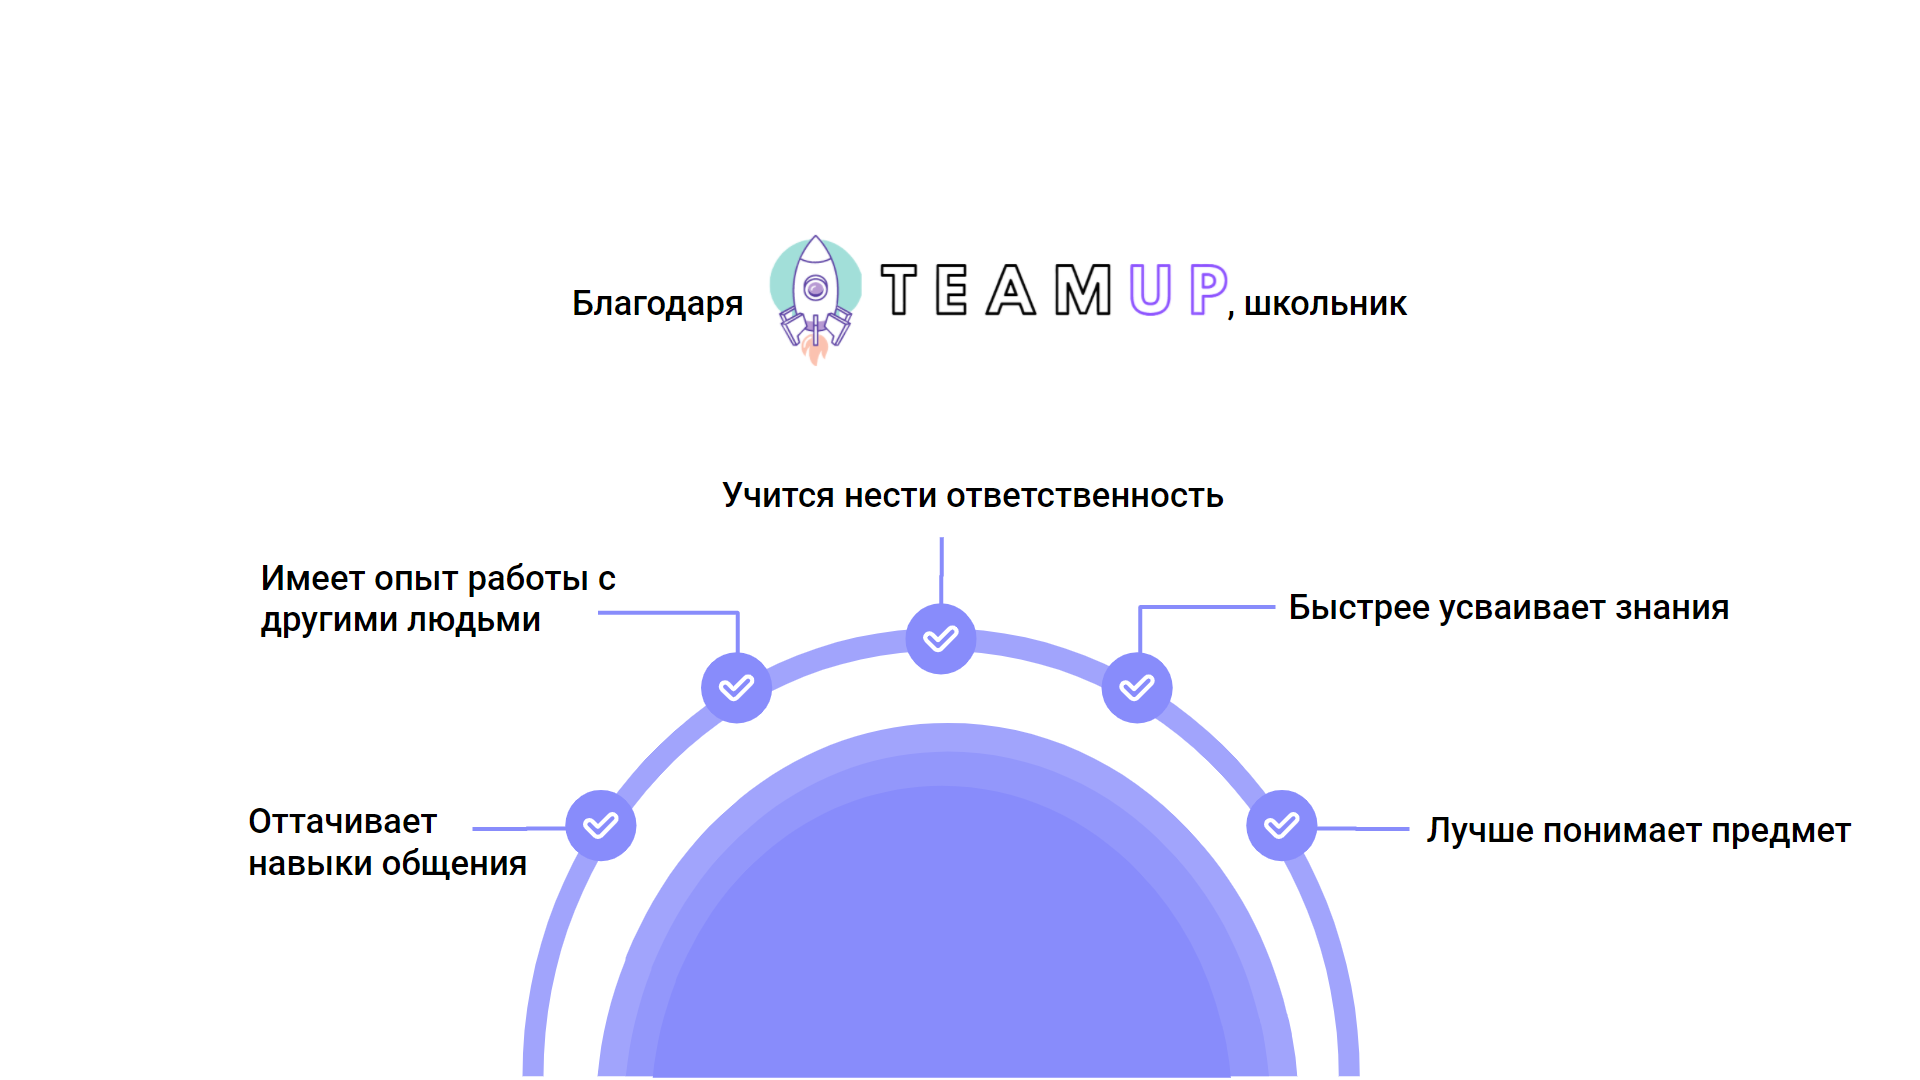 Благодаря TEAMUP, школьник
Учится нести ответственность
Имеет опыт работы с
другими людьми
Быстрее усваивает знания
Оттачивает
навыки общения
Лучше понимает предмет